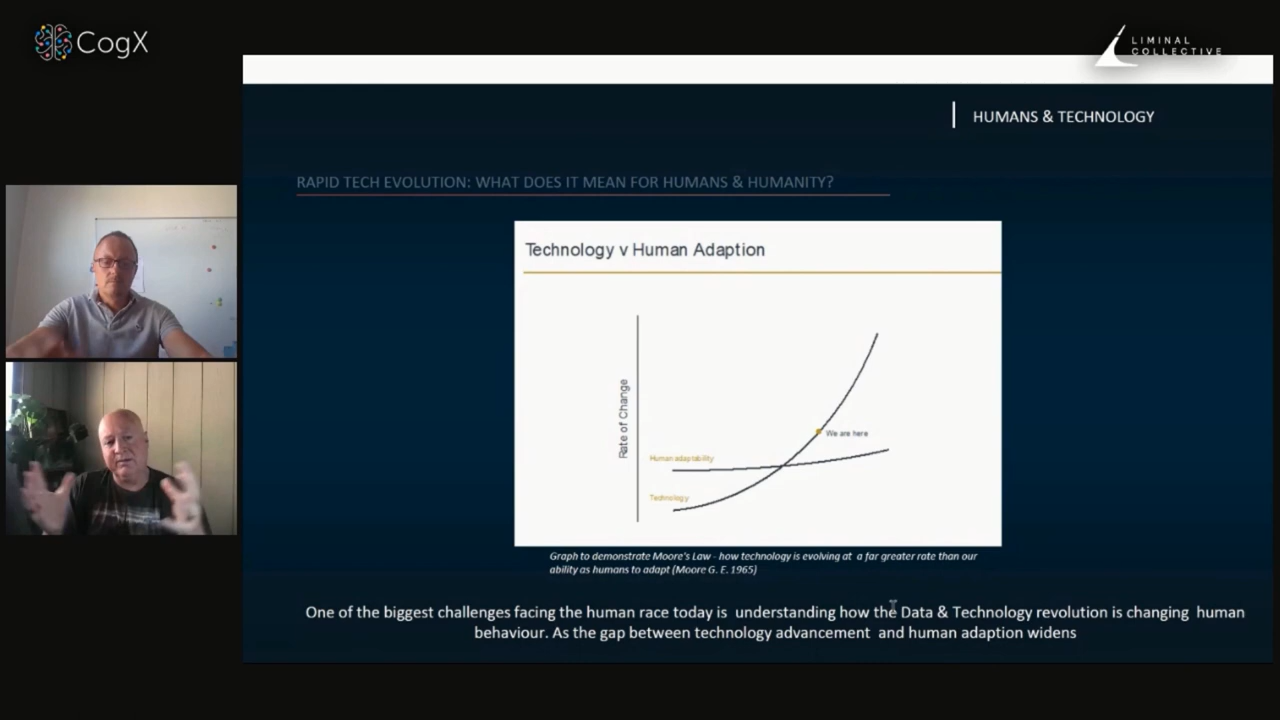 CogX
LIMINAL
COLLECTIVE
HUMANS & TECHNOLOGY
RAPID TECH EVOLUTION: WHAT DOES IT MEAN FOR HUMANS & HUMANITY?
Technology v Human Adaption
Rate of Change
We are here
Human adaptability
Technology
Graph to demonstrate Moore's Law - how technology is evolving at a far greater rate than our
ability as humans to adapt (Moore G. E. 1965)
One of the biggest challenges facing the human race today is understanding how the Data & Technology revolution is changing human
behaviour. As the gap between technology advancement and human adaption widens